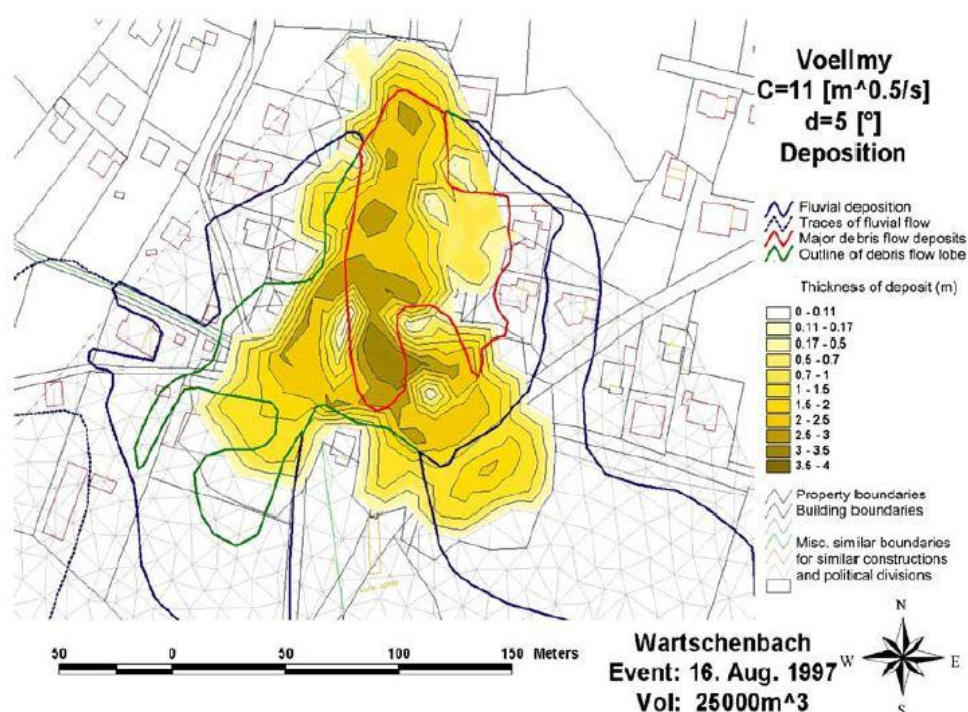 Voellmy
C=11 [m^0.5/s]
d=5 [º]
Deposition
Fluvial deposition
Traces of fluvial flow
Major debris flow deposits
Outline of debris flow lobe
Thickness of deposit (m)
0 - 0.11
0.11 - 0.17
0.17 - 0.5
0.5 - 0.7
0.7 - 1
1 - 1.5
1.5 - 2
2 - 2.5
2.5 - 3
3 - 3.5
3.5 - 4
Property boundaries
Building boundaries
Misc. similar boundaries
for similar constructions
and political divisions
50 0 50 100 150 Meters
Wartschenbach
Event: 16. Aug. 1997
Vol: 25000m^3
N
W E
S